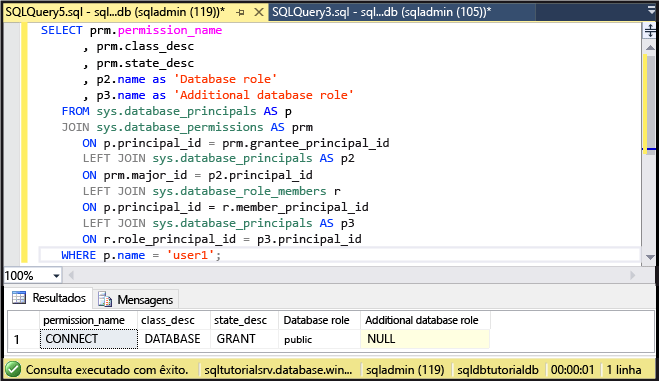 SQLQuery5.sql - sql...db (sqladmin (119))* SQLQuery3.sql - sql...db (sqladmin (105))*
SELECT prm.permission_name
, prm.class_desc
, prm.state_desc
, p2.name as 'Database role'
, p3.name as 'Additional database role'
FROM sys.database_principals AS p
JOIN sys.database_permissions AS prm
ON p.principal_id = prm.grantee_principal_id
LEFT JOIN sys.database_principals AS p2
ON prm.major_id = p2.principal_id
LEFT JOIN sys.database_role_members r
ON p.principal_id = r.member_principal_id
LEFT JOIN sys.database_principals AS p3
ON r.role_principal_id = p3.principal_id
WHERE p.name = 'user1';
100%
Resultados Mensagens
permission_name class_desc state_desc Database role Additional database role
1 CONNECT DATABASE GRANT public NULL
Consulta executado com êxito. sqltutorialsrv.database.win... sqladmin (119) sqldbtutorialdb 00:00:01 1 linha